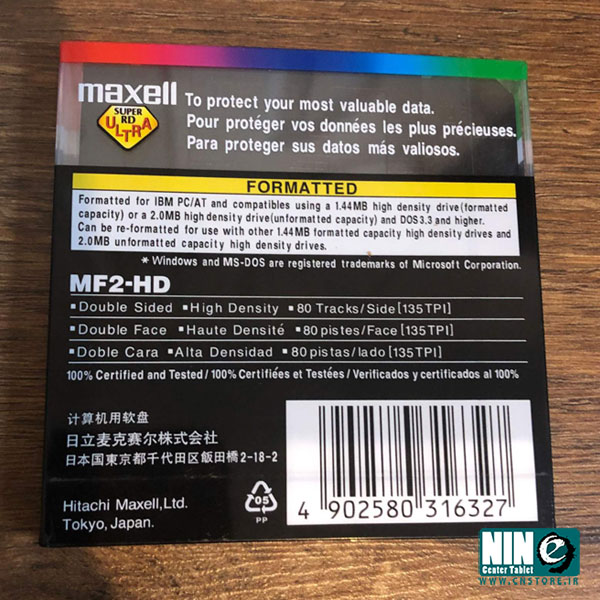 maxell
SUPER
RD
ULTRA
To protect your most valuable data.
Pour protéger vos données les plus précieuses.
Para proteger sus datos más valiosos.
FORMATTED
Formatted for IBM PC/AT and compatibles using a 1.44MB high density drive(formatted
capacity) or a 2.0MB high density drive(unformatted capacity) and DOS3.3 and higher.
Can be re-formatted for use with other 1.44MB formatted capacity high density drives and
2.0MB unformatted capacity high density drives.
* Windows and MS-DOS are registered trademarks of Microsoft Corporation.
MF2-HD
▪Double Sided ▪High Density ▪80 Tracks/Side[135TPI]
▪Double Face ▪Haute Densité ▪80pistes/Face[135TPI]
▪Doble Cara ▪Alta Densidad ▪80pistas/lado[135TPI]
100% Certified and Tested/100% Certifiées et Testées/Verificados y certificados al 100%
计算机用软盘
日立麦克赛尔株式会社
日本国東京都千代田区飯田橋2-18-2
Hitachi Maxell,Ltd.
Tokyo, Japan.
05
PP
4 902580 316327
NINe
Center Tablet
WWW.CNSTORE.IR